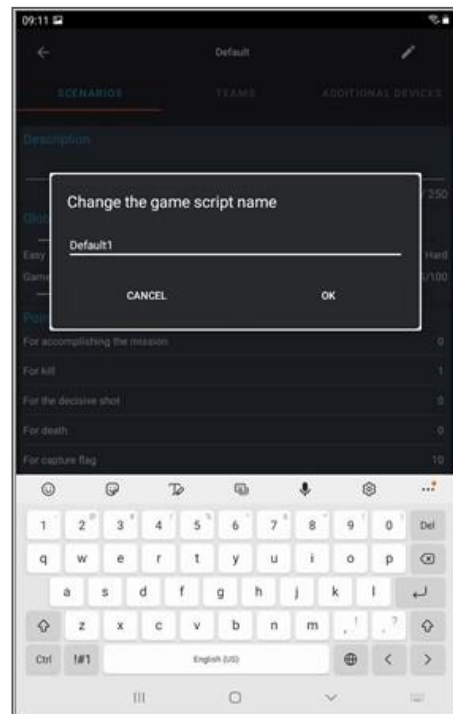 09:11
Default
SCENARIOS TEAMS ADDITIONAL DEVICES
Description
/ 250
Change the game script name
Default1
CANCEL OK
Easy Hard
/100
For accomplishing the mission 0
For kill 1
For the decisive shot 0
For death 0
For capture flag 10
1 2 3 4 5 6 7 8 9 0 Del
q w e r t y u i o p
a s d f g h j k l
z x c v b n m , ! . ?
Ctrl !#1 English (US) < >